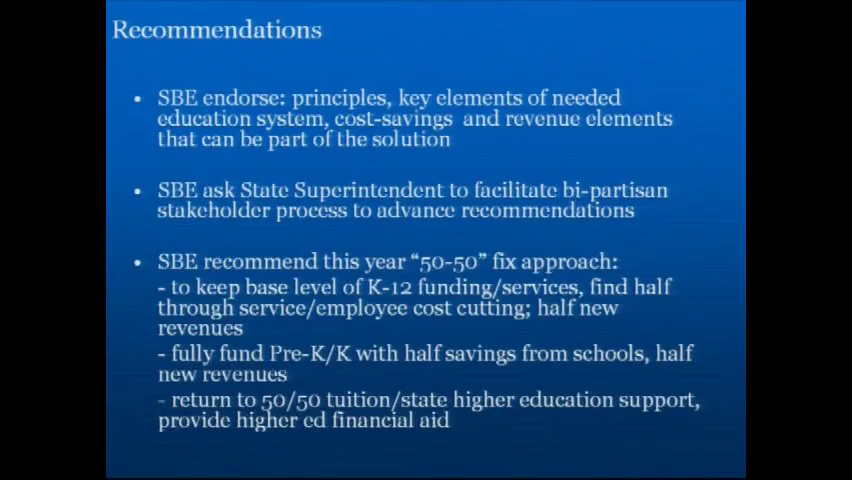 Recommendations
• SBE endorse: principles, key elements of needed
education system, cost-savings and revenue elements
that can be part of the solution
• SBE ask State Superintendent to facilitate bi-partisan
stakeholder process to advance recommendations
• SBE recommend this year “50-50” fix approach:
- to keep base level of K-12 funding/services, find half
through service/employee cost cutting; half new
revenues
- fully fund Pre-K/K with half savings from schools, half
new revenues
- return to 50/50 tuition/state higher education support,
provide higher ed financial aid